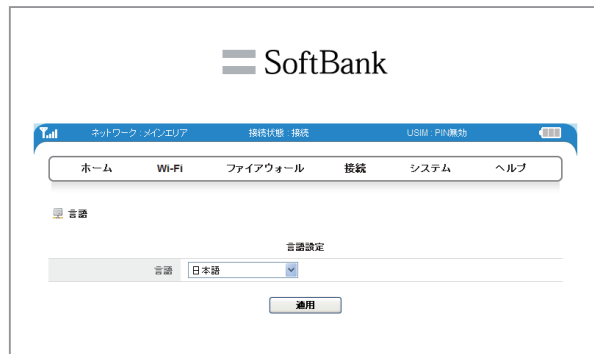 SoftBank
ネットワーク : メインエリア 接続状態 : 接続 USIM : PIN無効
ホーム Wi-Fi ファイアウォール 接続 システム ヘルプ
言語
言語設定
言語 日本語
適用